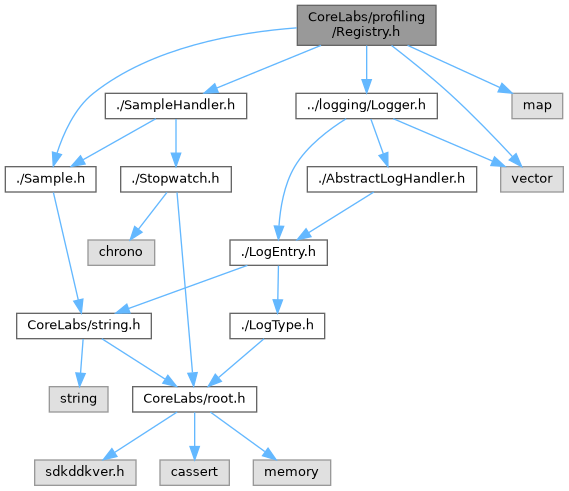 CoreLabs/profiling
/Registry.h
./SampleHandler.h
../logging/Logger.h
map
./Sample.h
./Stopwatch.h
./AbstractLogHandler.h
vector
chrono
./LogEntry.h
CoreLabs/string.h
./LogType.h
string
CoreLabs/root.h
sdkddkver.h
cassert
memory